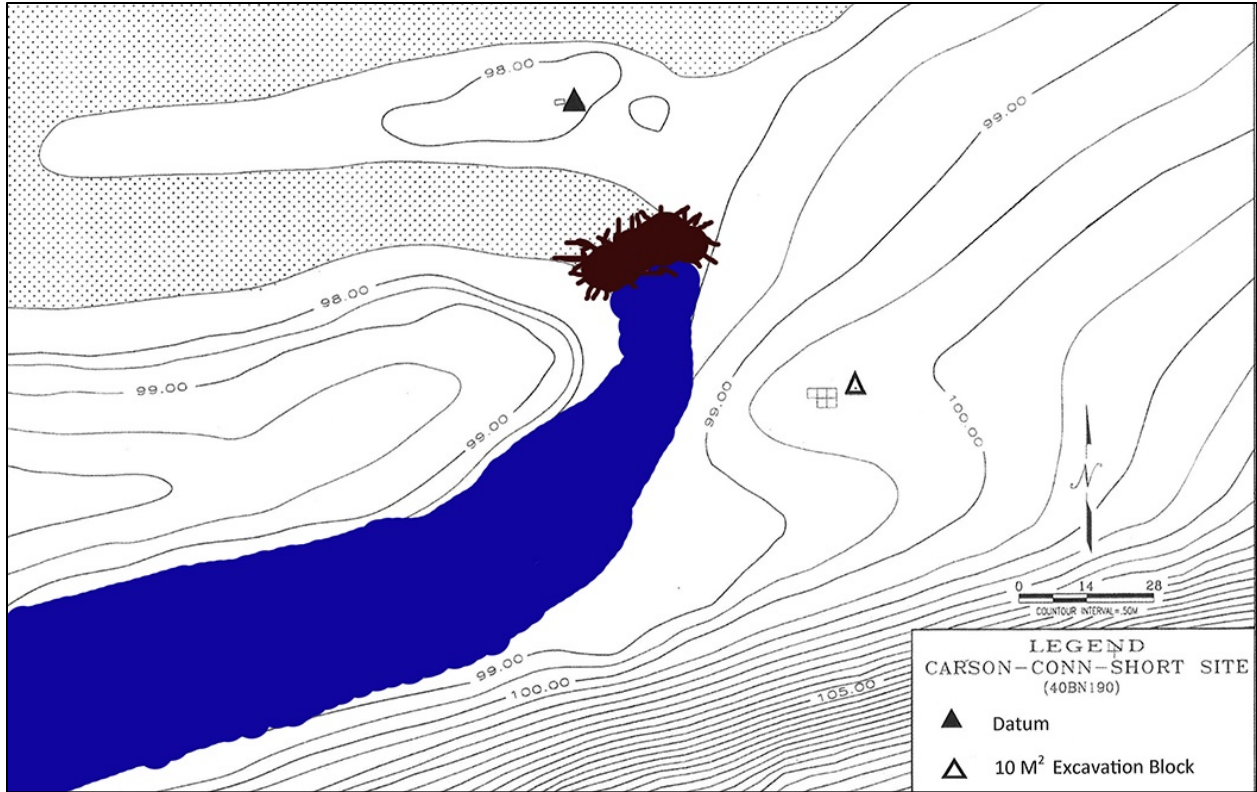 98.00
99.00
98.00
99.00
99.00
99.00
100.00
N
0 14 28
COUNTOUR INTERVAL=.50M
99.00
100.00
105.00
LEGEND
CARSON-CONN-SHORT SITE
(40BN190)
Datum
10 M² Excavation Block